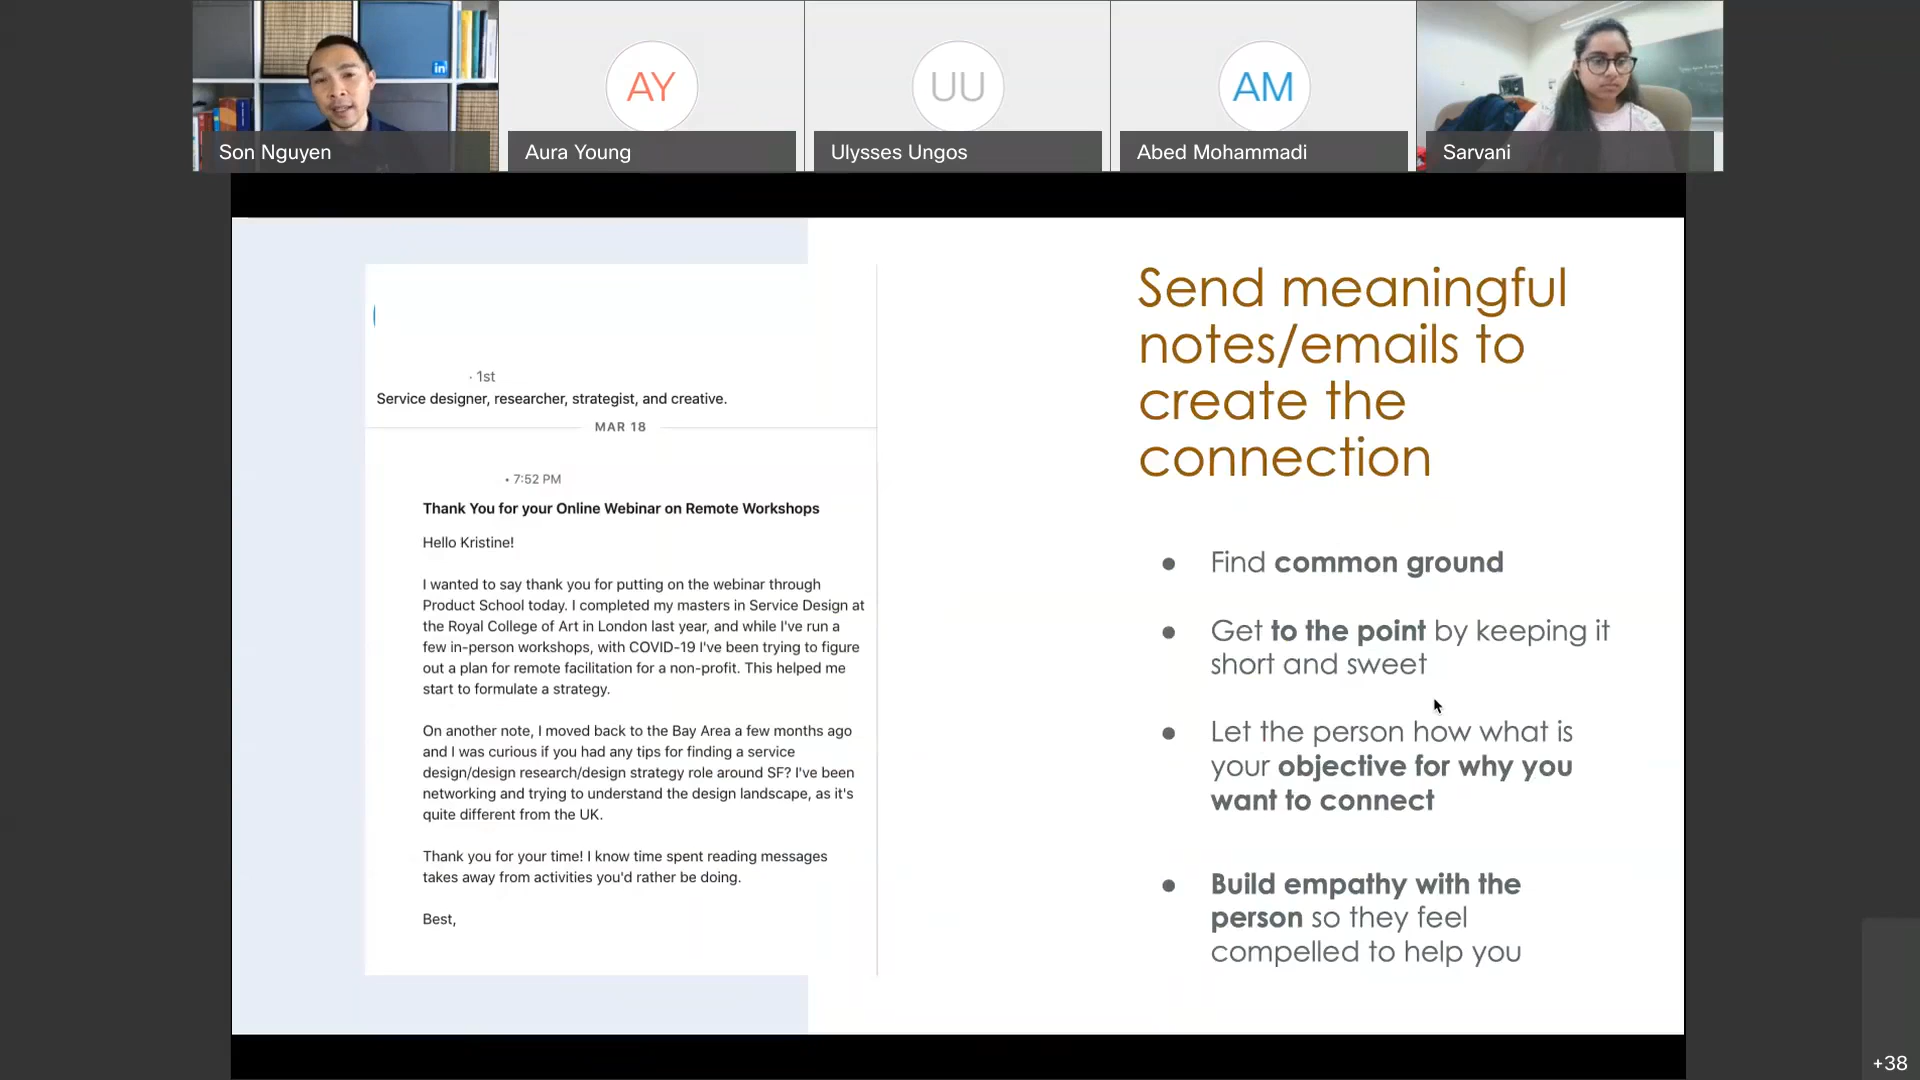 in
AY
UU
AM
Son Nguyen
Aura Young
Ulysses Ungos
Abed Mohammadi
Sarvani
· 1st
Service designer, researcher, strategist, and creative.
MAR 18
• 7:52 PM
Thank You for your Online Webinar on Remote Workshops
Hello Kristine!
I wanted to say thank you for putting on the webinar through
Product School today. I completed my masters in Service Design at
the Royal College of Art in London last year, and while I've run a
few in-person workshops, with COVID-19 I've been trying to figure
out a plan for remote facilitation for a non-profit. This helped me
start to formulate a strategy.
On another note, I moved back to the Bay Area a few months ago
and I was curious if you had any tips for finding a service
design/design research/design strategy role around SF? I've been
networking and trying to understand the design landscape, as it's
quite different from the UK.
Thank you for your time! I know time spent reading messages
takes away from activities you'd rather be doing.
Best,
Send meaningful
notes/emails to
create the
connection
● Find common ground
● Get to the point by keeping it
short and sweet
● Let the person how what is
your objective for why you
want to connect
● Build empathy with the
person so they feel
compelled to help you
+38